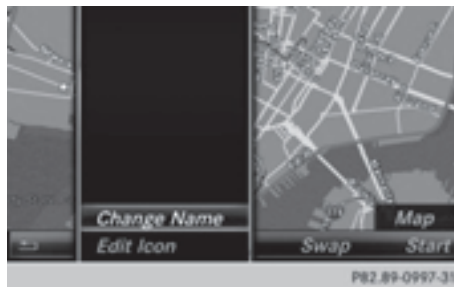 Change Name
Map
Edit Icon
Swap
Start
P82.89-0997-31